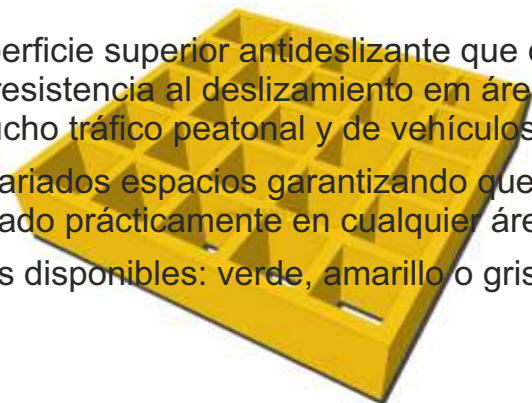 perficie superior antideslizante que
resistencia al deslizamiento em áre
ucho tráfico peatonal y de vehículos
ariados espacios garantizando que
ado prácticamente en cualquier áre
s disponibles: verde, amarillo o gris